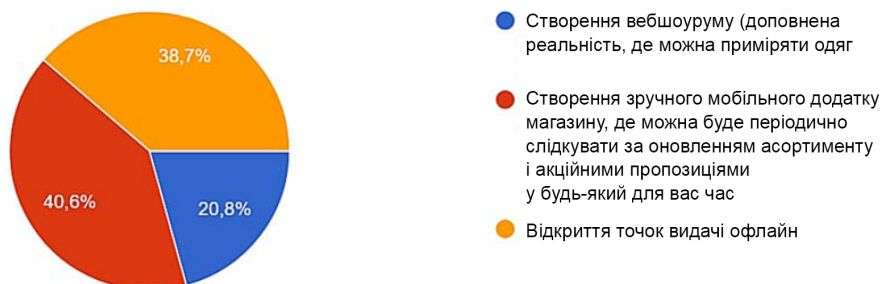 38,7%
40,6%
20,8%
Створення вебшоуруму (доповнена
реальність, де можна приміряти одяг
Створення зручного мобільного додатку
магазину, де можна буде періодично
слідкувати за оновленням асортименту
і акційними пропозиціями
у будь-який для вас час
Відкриття точок видачі офлайн